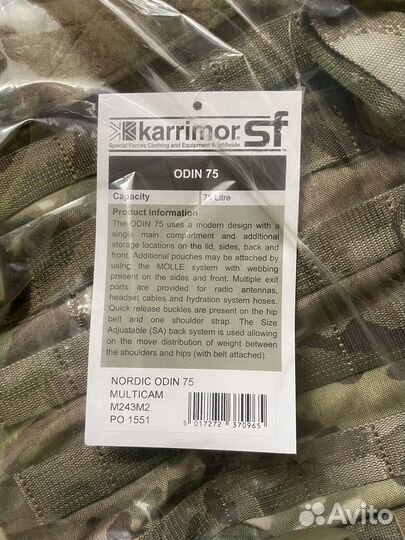 karrimor SF
Special Forces Clothing and Equipment Worldwide
ODIN 75
Capacity 75 Litre
Product information
The ODIN 75 uses a modern design with a
single main compartment and additional
storage locations on the lid, sides, back and
front. Additional pouches may be attached by
using the MOLLE system with webbing
present on the sides and front. Multiple exit
ports are provided for radio antennas,
headset cables and hydration system hoses.
Quick release buckles are present on the hip
belt and one shoulder strap. The Size
Adjustable (SA) back system is used allowing
on the move distribution of weight between
the shoulders and hips (with belt attached).
NORDIC ODIN 75
MULTICAM
M243M2
PO 1551
5 017272 370965
Avito